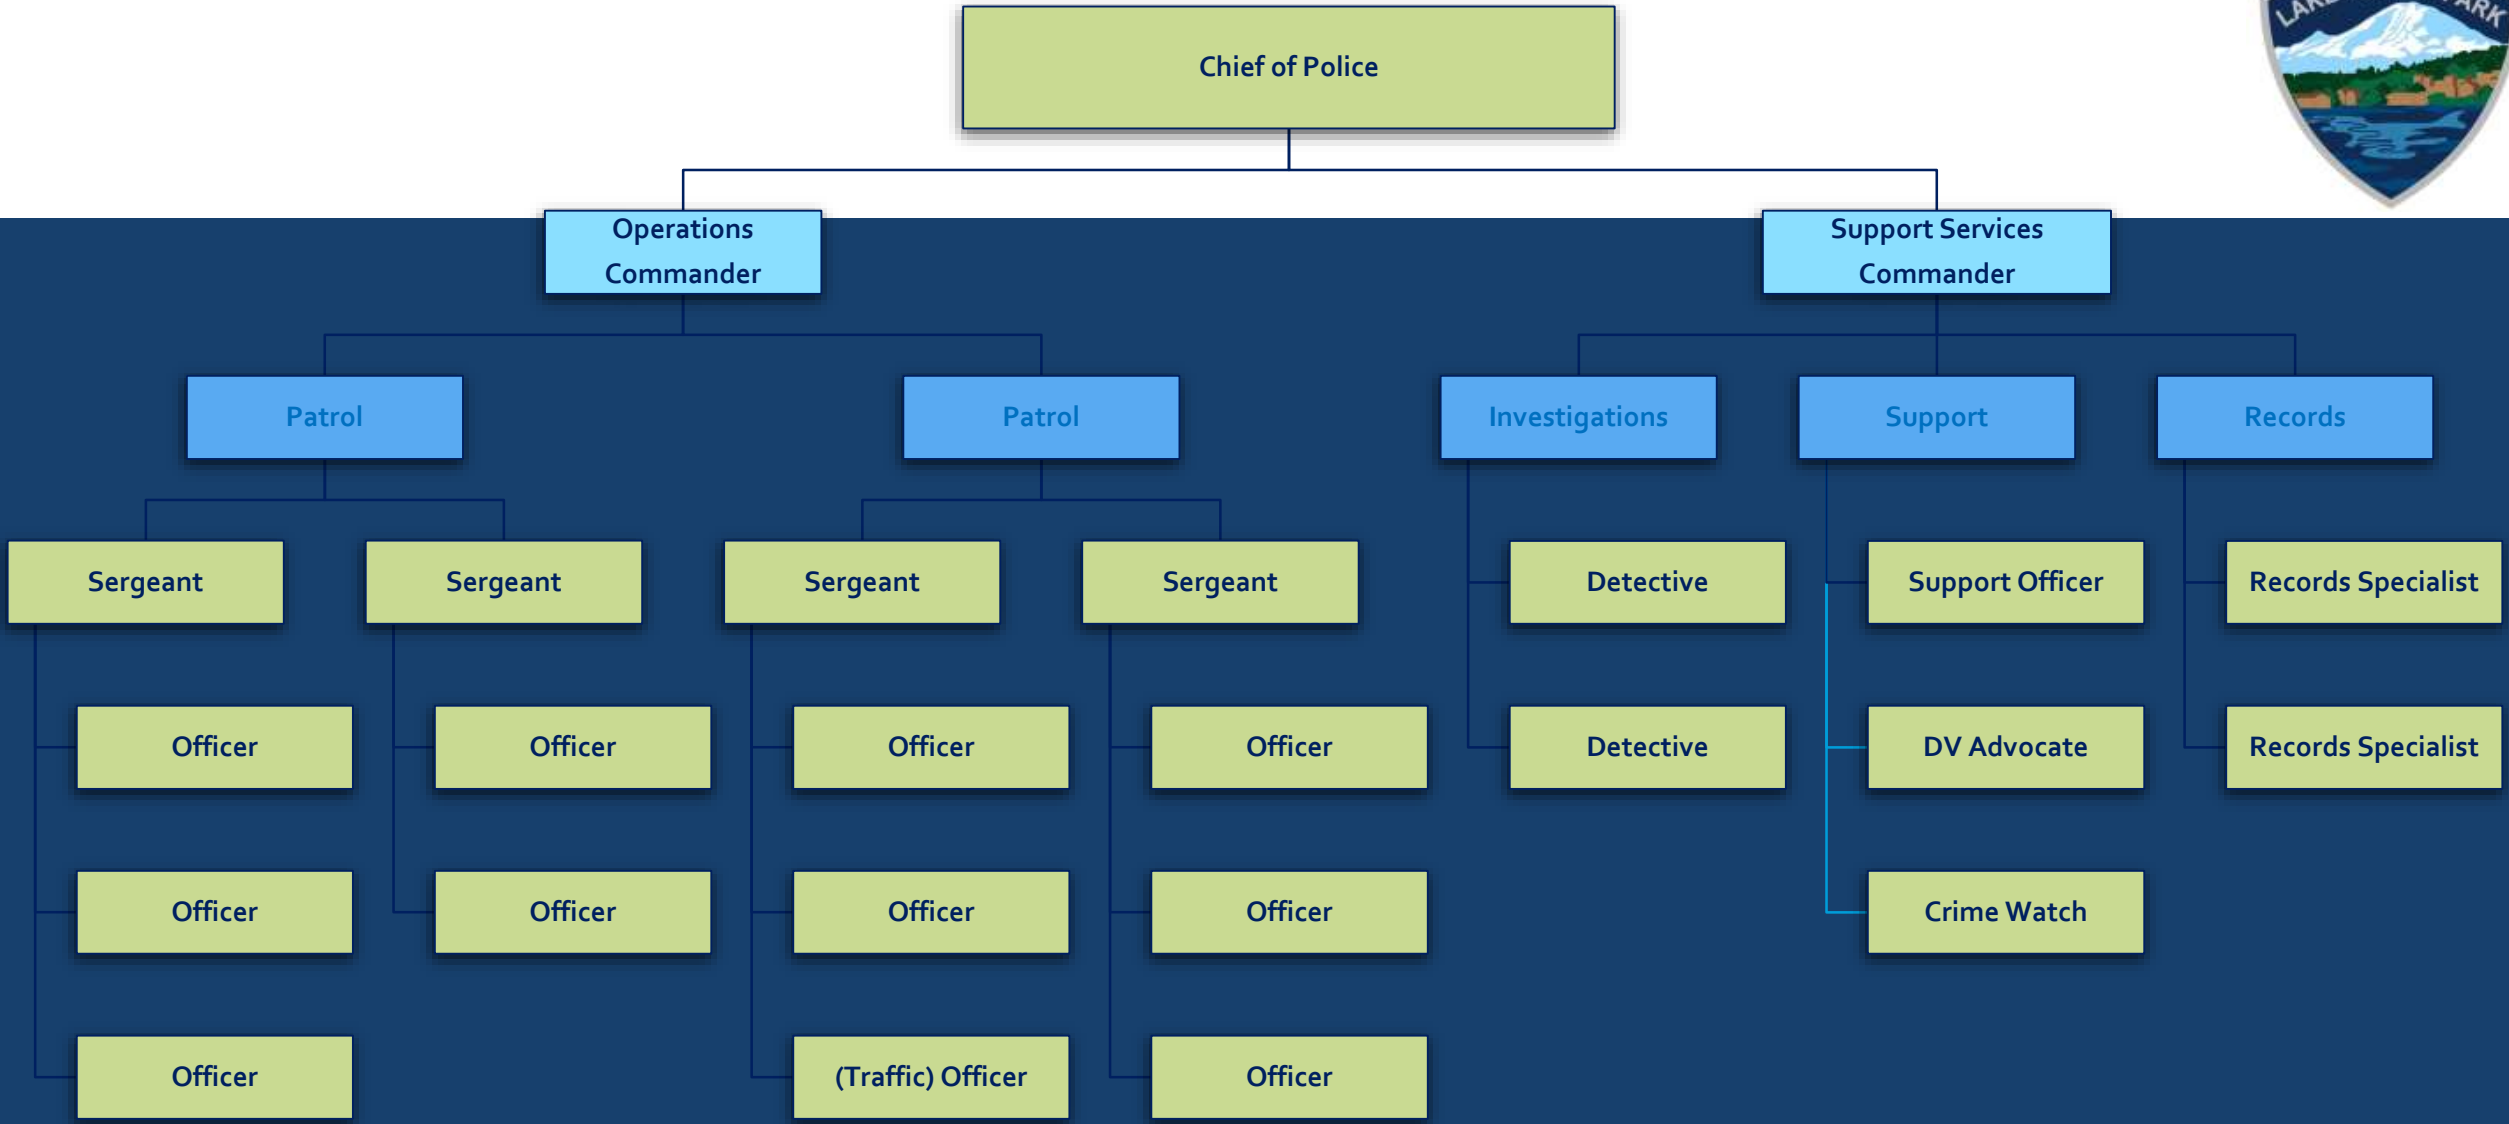 LAKE
PARK
Chief of Police
Operations
Commander
Support Services
Commander
Patrol
Patrol
Investigations
Support
Records
Sergeant
Sergeant
Sergeant
Sergeant
Detective
Support Officer
Records Specialist
Officer
Officer
Officer
Officer
Detective
DV Advocate
Records Specialist
Officer
Officer
Officer
Officer
Crime Watch
Officer
(Traffic) Officer
Officer